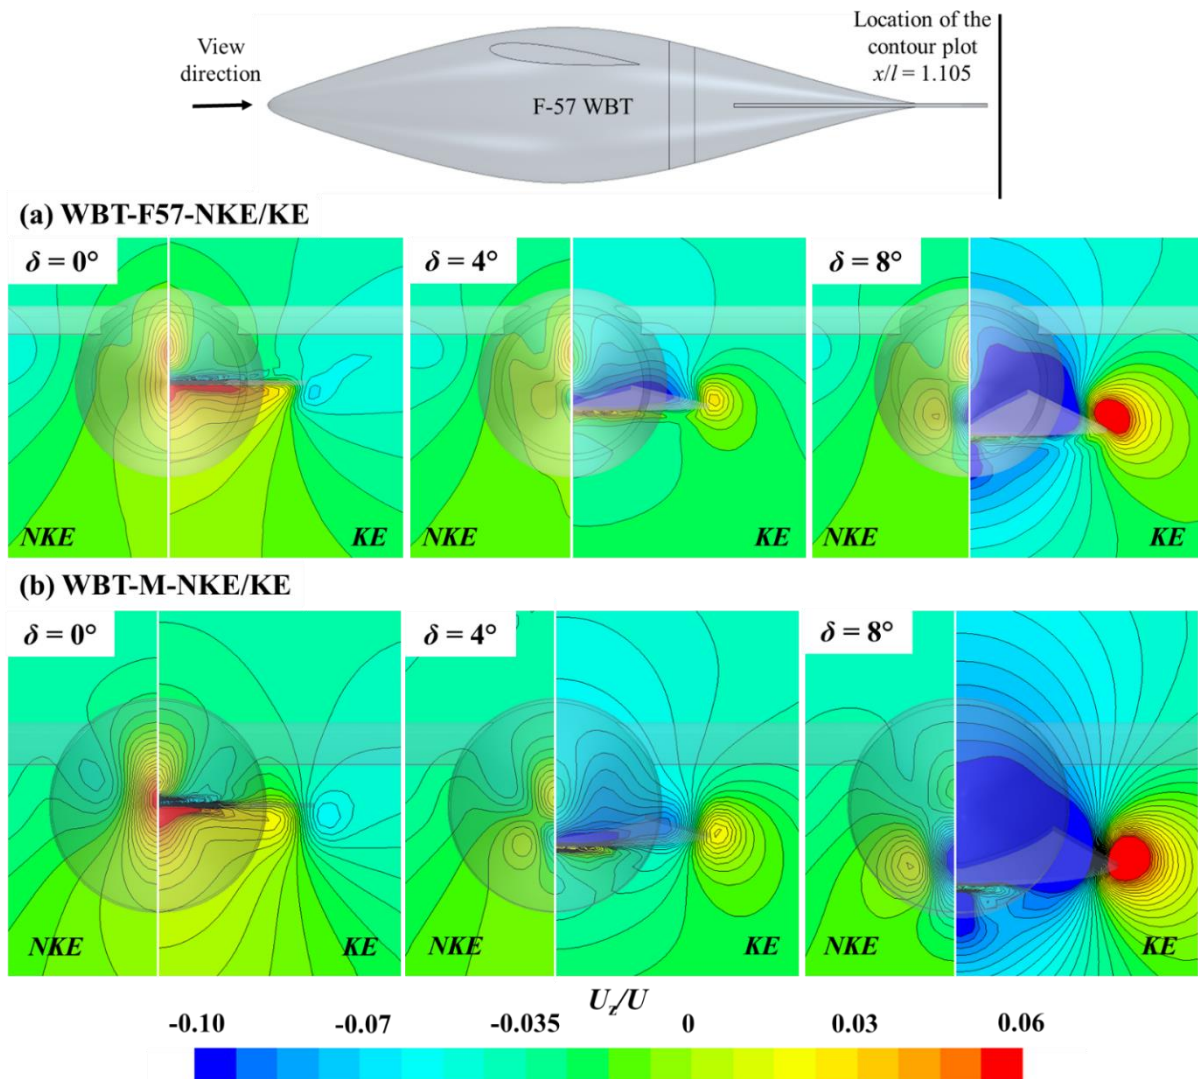 View
direction
F-57 WBT
Location of the
contour plot
x/l = 1.105
(a) WBT-F57-NKE/KE
δ = 0°
δ = 4°
δ = 8°
NKE
KE
NKE
KE
NKE
KE
(b) WBT-M-NKE/KE
δ = 0°
δ = 4°
δ = 8°
NKE
KE
NKE
KE
NKE
KE
U_z/U
-0.10 -0.07 -0.035 0 0.03 0.06